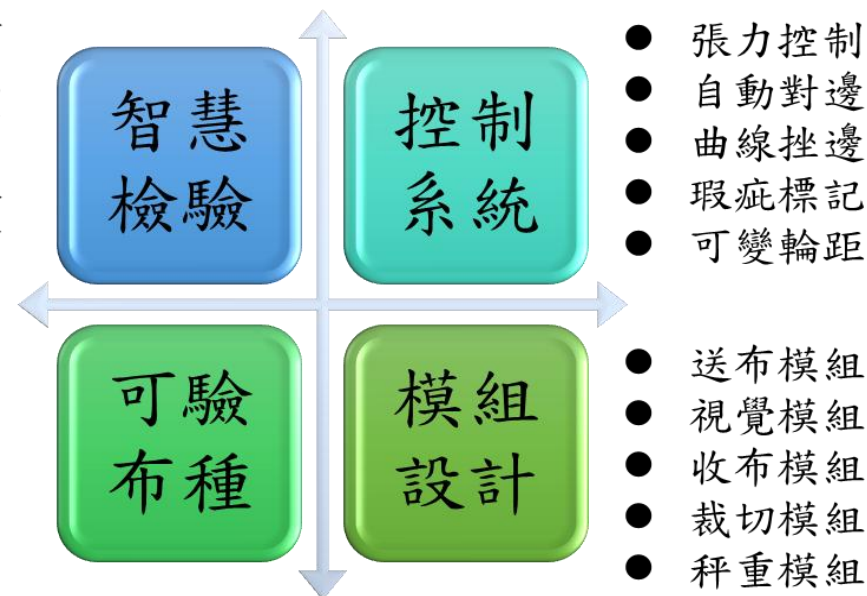 智慧
檢驗
控制
系統
● 張力控制
● 自動對邊
● 曲線挫邊
● 瑕疵標記
● 可變輪距
可驗
布種
模組
設計
● 送布模組
● 視覺模組
● 收布模組
● 裁切模組
● 秤重模組